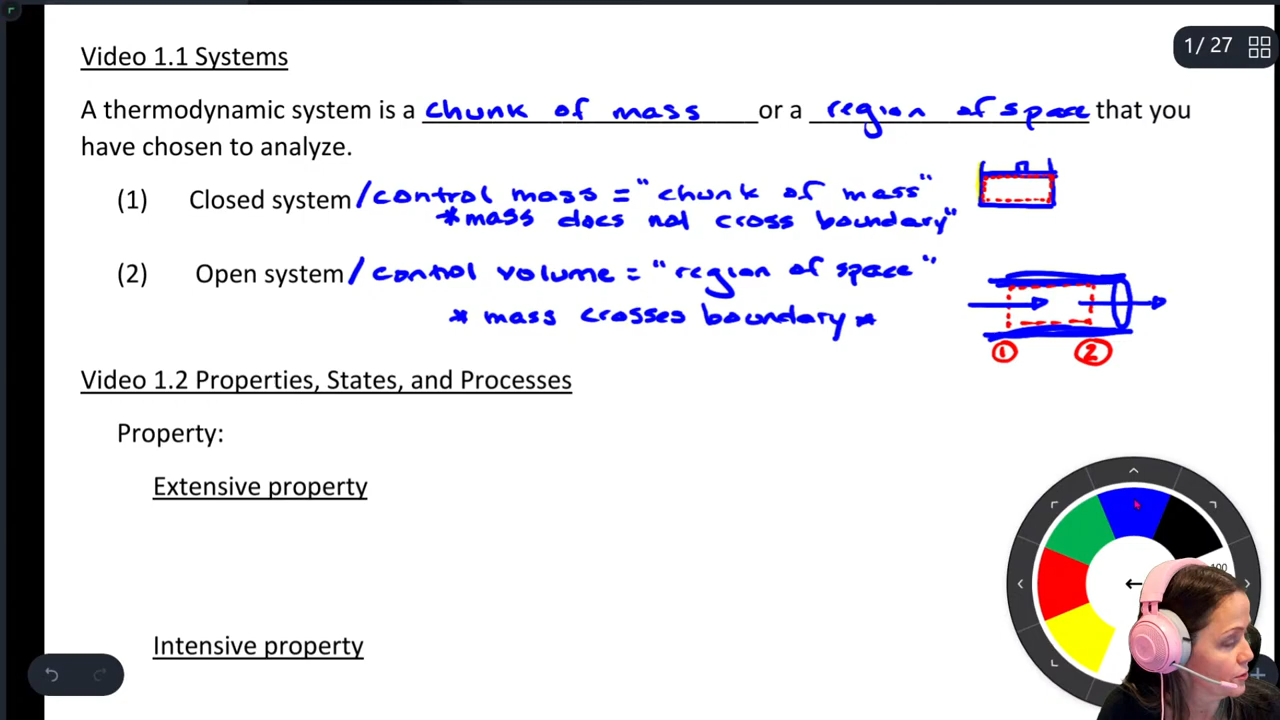 1/ 27
Video 1.1 Systems
A thermodynamic system is a chunk of mass or a region of space that you
have chosen to analyze.
(1) Closed system/control mass = "chunk of mass"
*mass does not cross boundary"
(2) Open system/control volume = "region of space"
* mass crosses boundary *
1 2
Video 1.2 Properties, States, and Processes
Property:
Extensive property
100
Intensive property